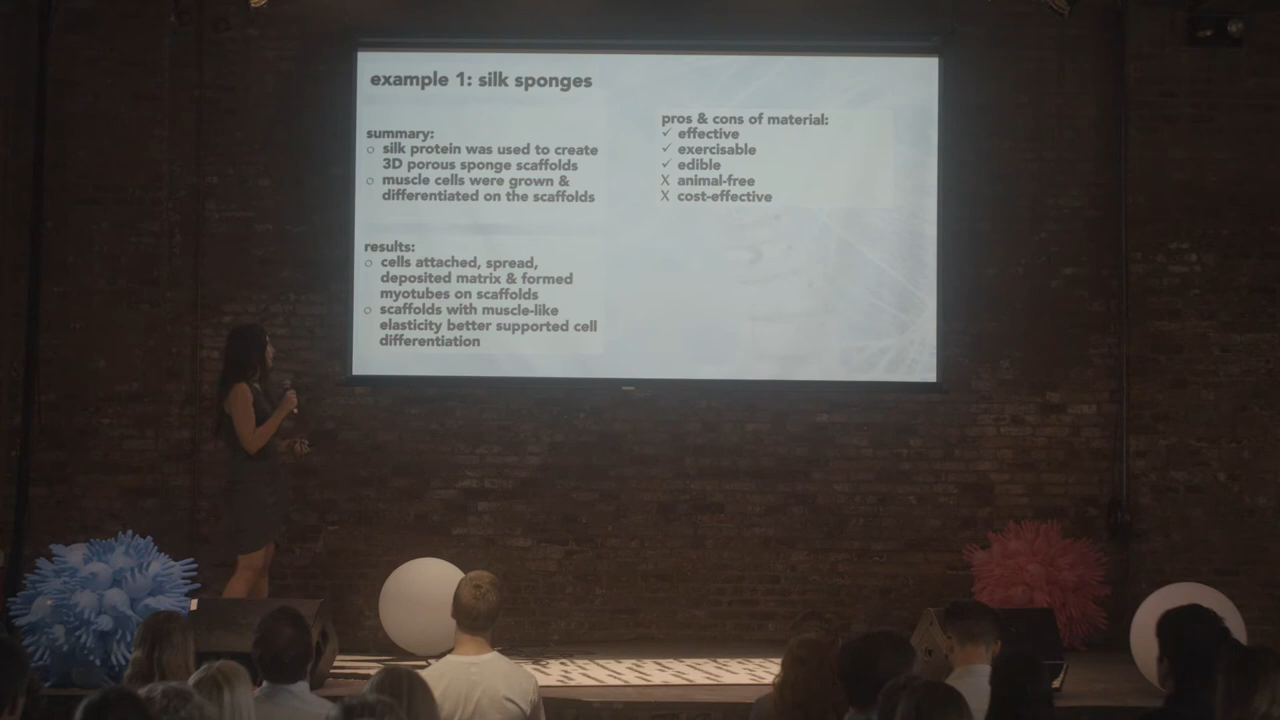 example 1: silk sponges
summary:
○ silk protein was used to create
3D porous sponge scaffolds
○ muscle cells were grown &
differentiated on the scaffolds
results:
○ cells attached, spread,
deposited matrix & formed
myotubes on scaffolds
○ scaffolds with muscle-like
elasticity better supported cell
differentiation
pros & cons of material:
✓ effective
✓ exercisable
✓ edible
X animal-free
X cost-effective